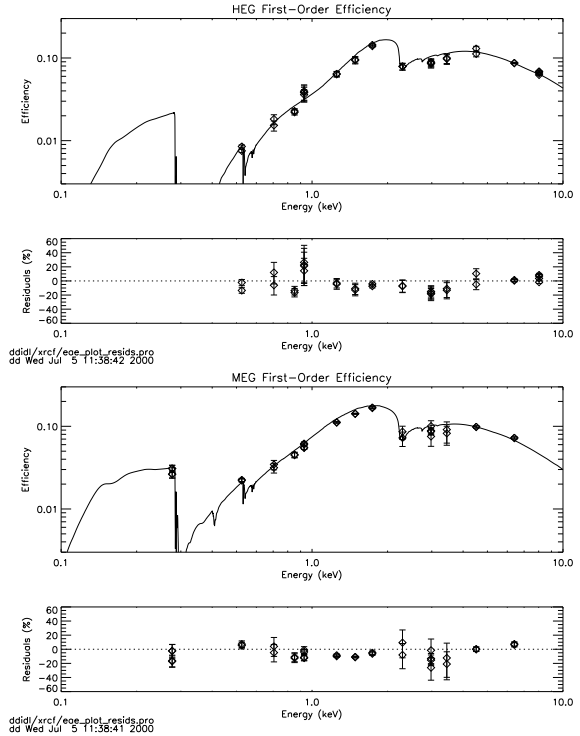 HEG First-Order Efficiency
Efficiency
0.10
0.01
0.1
1.0
10.0
Energy (keV)
Residuals (%)
60
40
20
0
-20
-40
-60
0.1
1.0
10.0
Energy (keV)
ddidl/xrcf/eae_plot_resids.pro
dd Wed Jul 5 11:38:42 2000
MEG First-Order Efficiency
Efficiency
0.10
0.01
0.1
1.0
10.0
Energy (keV)
Residuals (%)
60
40
20
0
-20
-40
-60
0.1
1.0
10.0
Energy (keV)
ddidl/xrcf/eae_plot_resids.pro
dd Wed Jul 5 11:38:41 2000